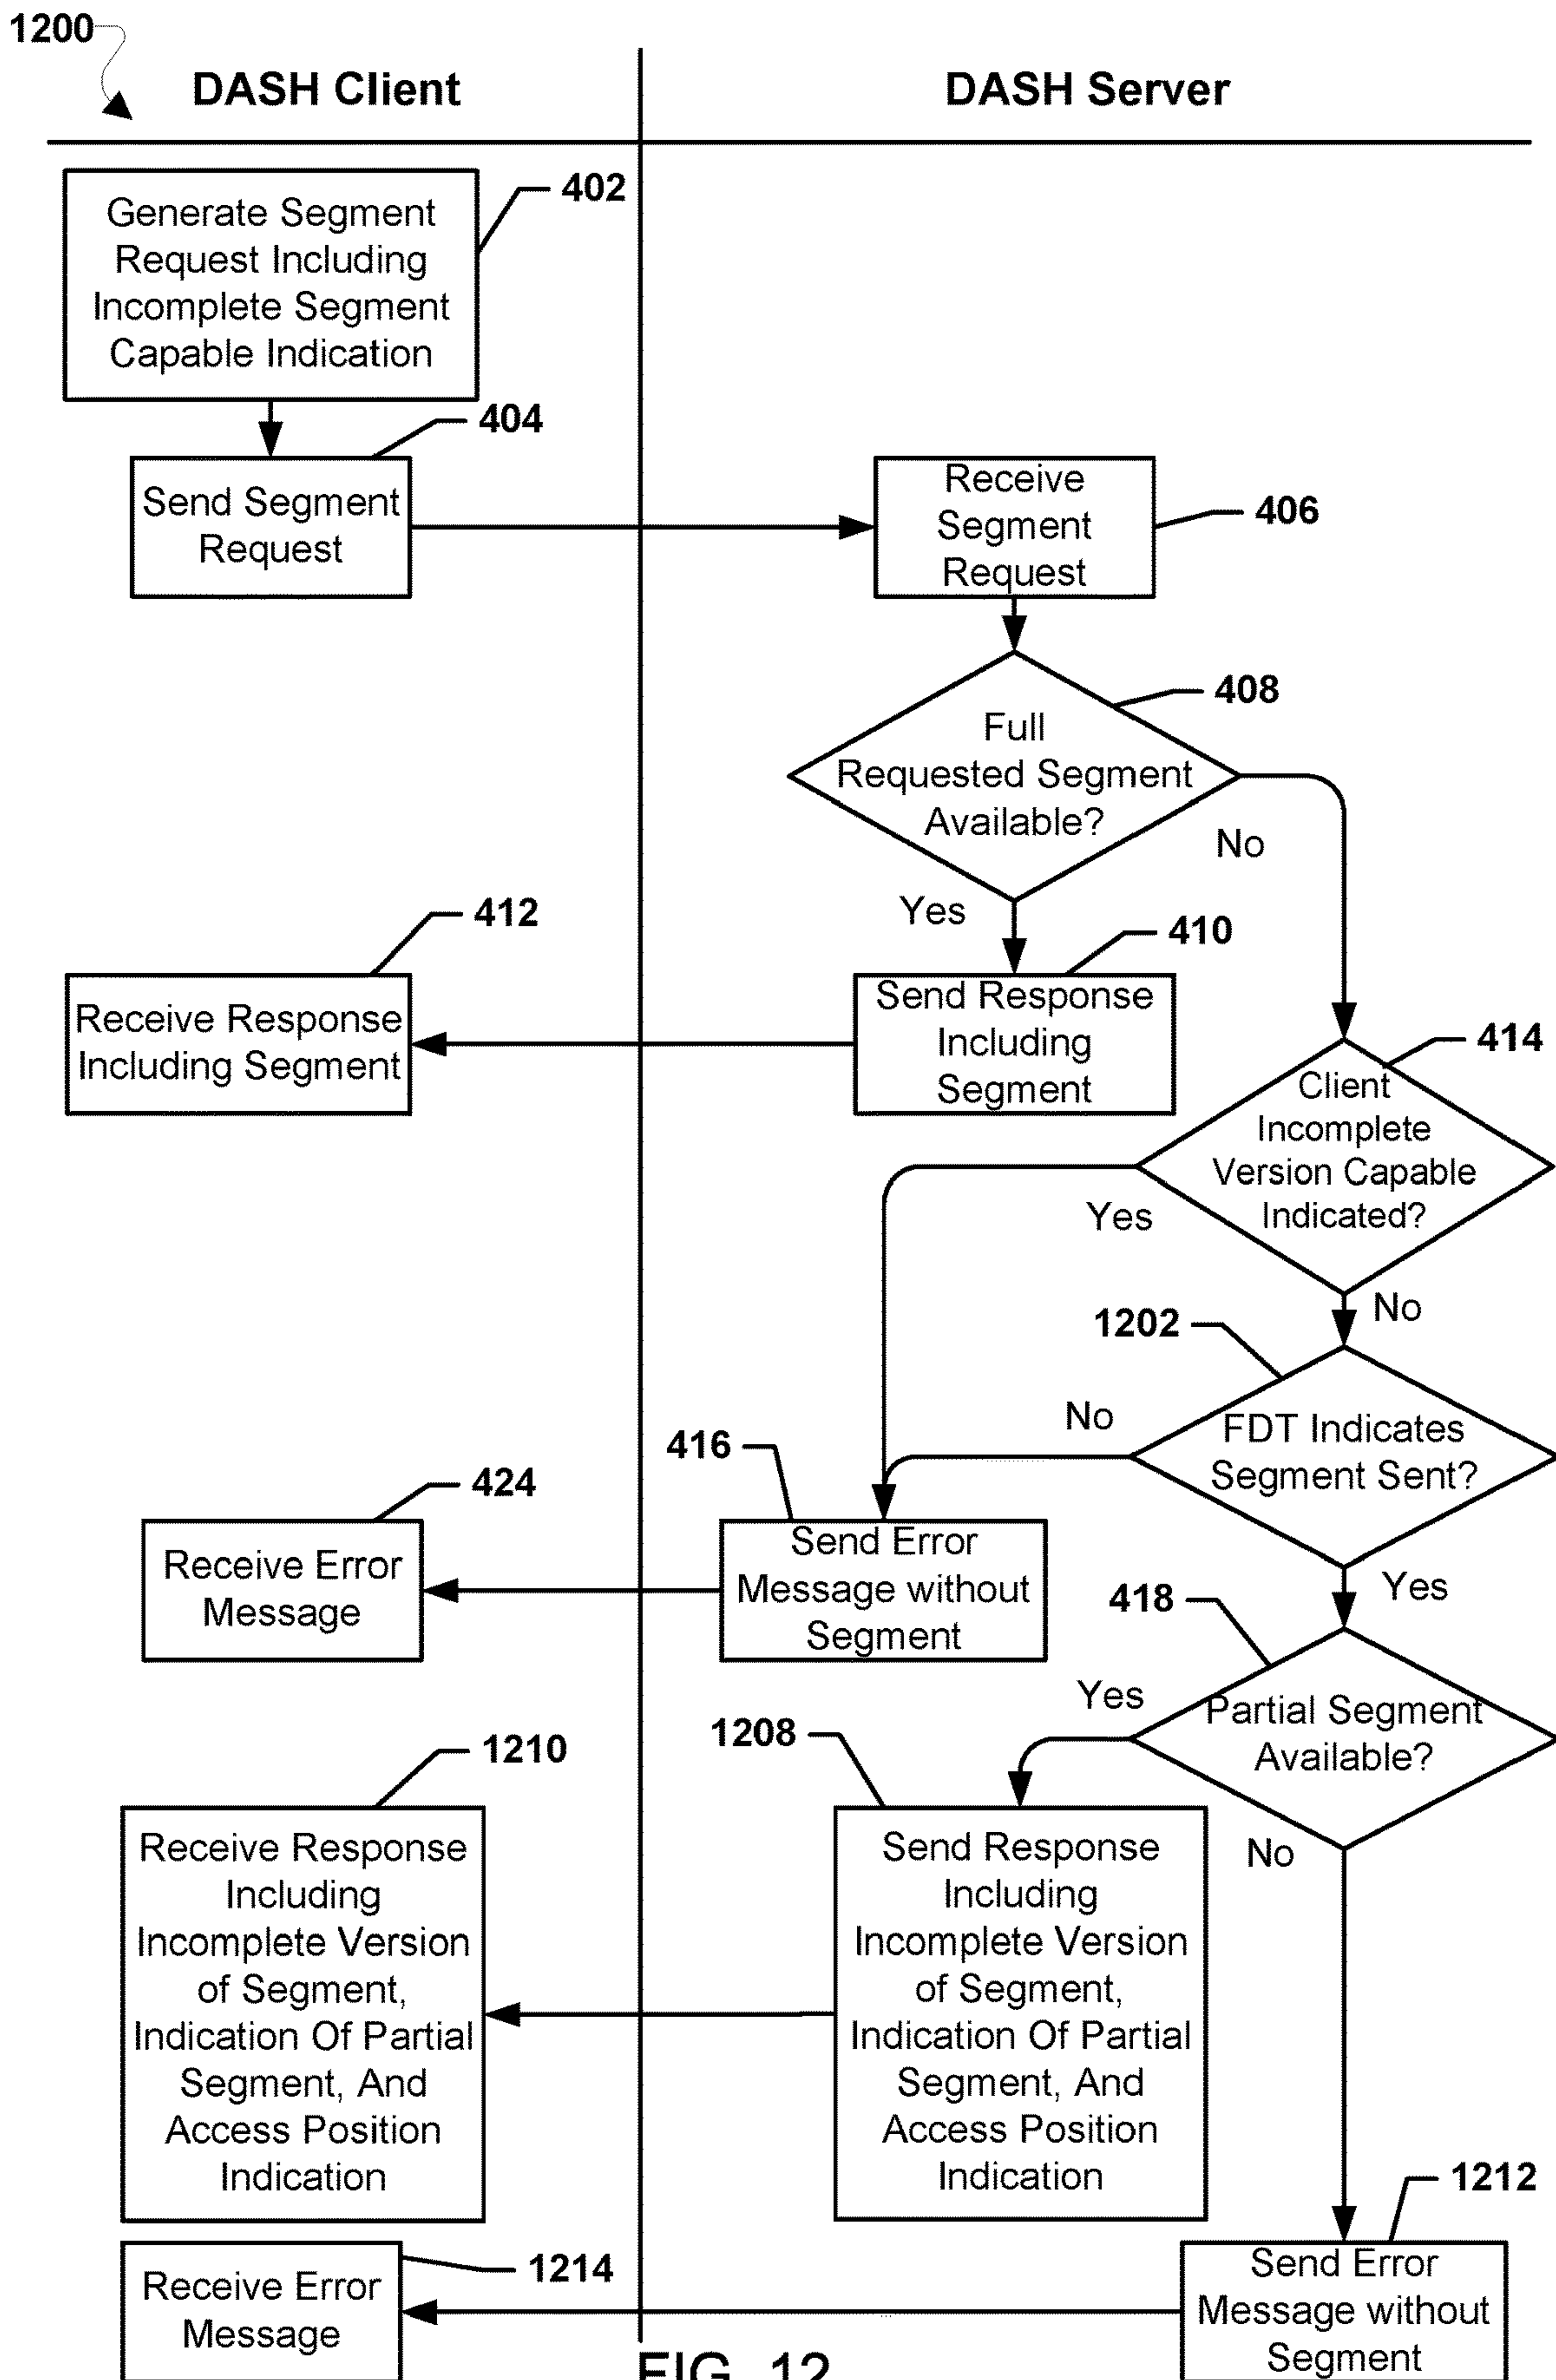 1200
DASH Client
DASH Server
Generate Segment
Request Including
Incomplete Segment
Capable Indication
402
404
Send Segment
Request
Receive
Segment
Request
406
408
Full
Requested Segment
Available?
No
Yes
412
410
Receive Response
Including Segment
Send Response
Including
Segment
414
Client
Incomplete
Version Capable
Indicated?
Yes
No
1202
No
FDT Indicates
Segment Sent?
416
424
Receive Error
Message
Send Error
Message without
Segment
Yes
418
Yes
Partial Segment
Available?
1208
1210
No
Receive Response
Including
Incomplete Version
of Segment,
Indication Of Partial
Segment, And
Access Position
Indication
Send Response
Including
Incomplete Version
of Segment,
Indication Of Partial
Segment, And
Access Position
Indication
1212
1214
Receive Error
Message
Send Error
Message without
Segment
FIG. 12